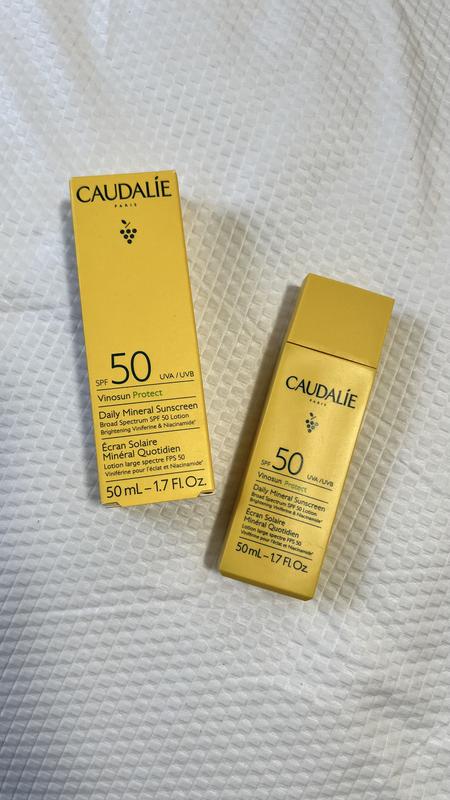 CAUDALÍE
PARIS
SPF 50 UVA / UVB
Vinosun Protect
Daily Mineral Sunscreen
Broad Spectrum SPF 50 Lotion
Brightening Viniferine & Niacinamide*
Écran Solaire
Minéral Quotidien
Lotion large spectre FPS 50
Viniférine pour l'éclat et Niacinamide*
50 mL – 1.7 Fl. Oz.
CAUDALÍE
PARIS
SPF 50 UVA / UVB
Vinosun Protect
Daily Mineral Sunscreen
Broad Spectrum SPF 50 Lotion
Brightening Viniferine & Niacinamide*
Écran Solaire
Minéral Quotidien
Lotion large spectre FPS 50
Viniférine pour l'éclat et Niacinamide*
50 mL – 1.7 Fl. Oz.